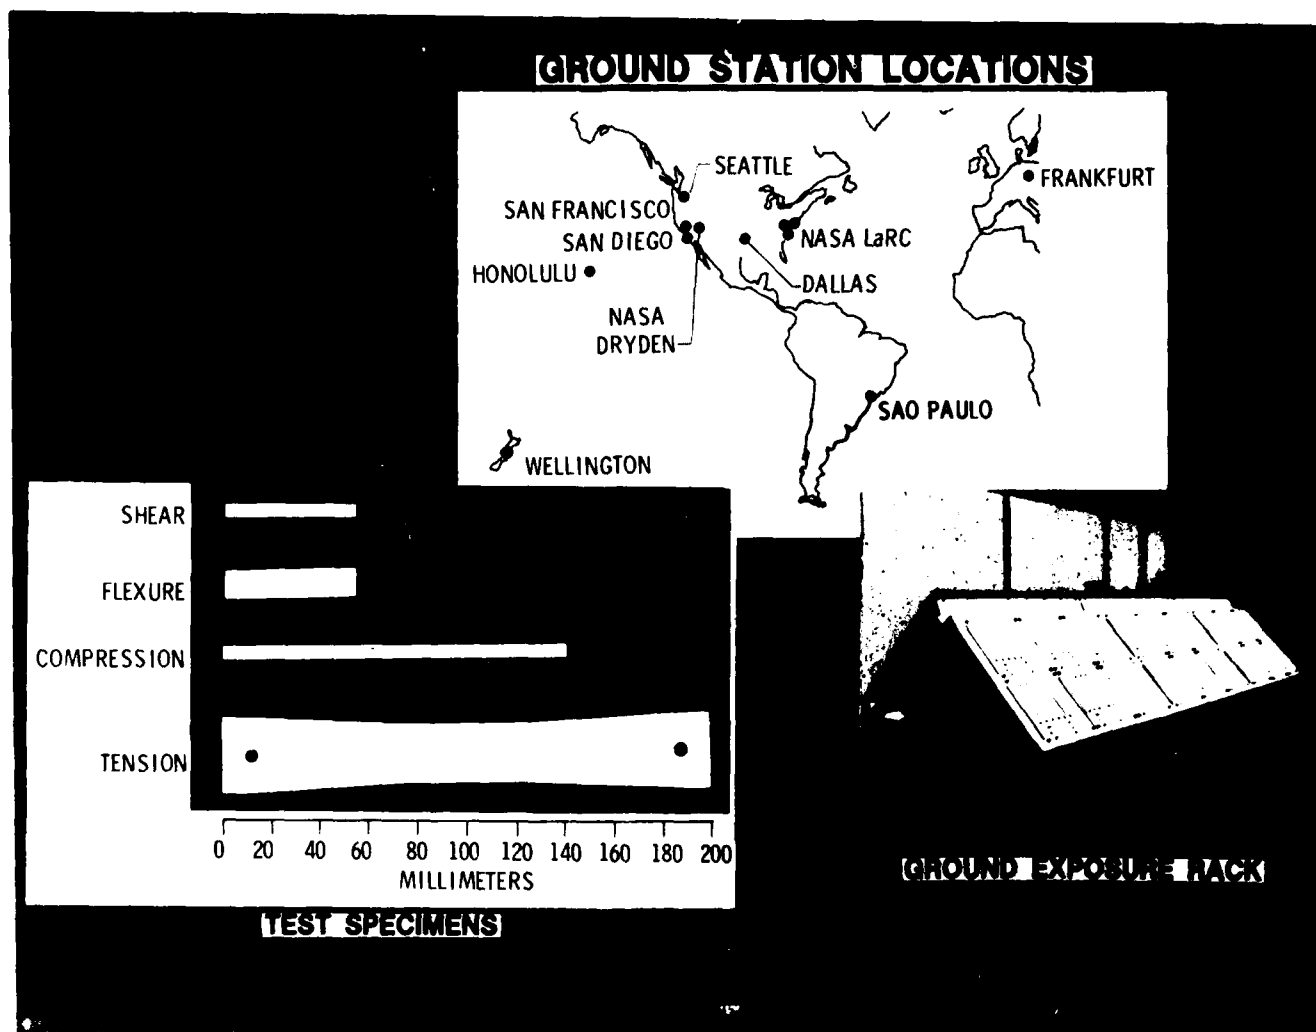 GROUND STATION LOCATIONS
SEATTLE
FRANKFURT
SAN FRANCISCO
SAN DIEGO
NASA LaRC
HONOLULU
DALLAS
NASA
DRYDEN
SAO PAULO
WELLINGTON
SHEAR
FLEXURE
COMPRESSION
TENSION
0 20 40 60 80 100 120 140 160 180 200
MILLIMETERS
TEST SPECIMENS
GROUND EXPOSURE RACK